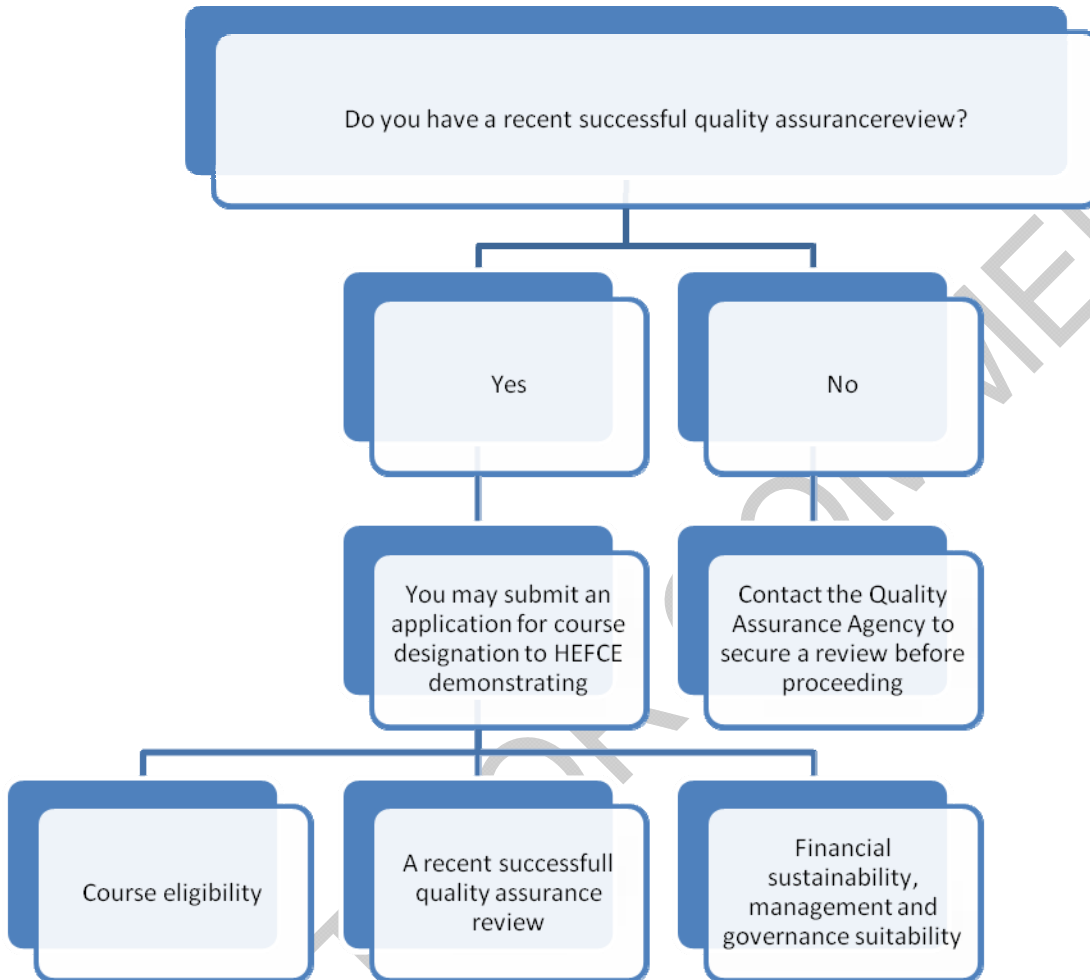 Do you have a recent successful quality assurancereview?
Yes
No
You may submit an
application for course
designation to HEFCE
demonstrating
Contact the Quality
Assurance Agency to
secure a review before
proceeding
Course eligibility
A recent successfull
quality assurance
review
Financial
sustainability,
management and
governance suitability